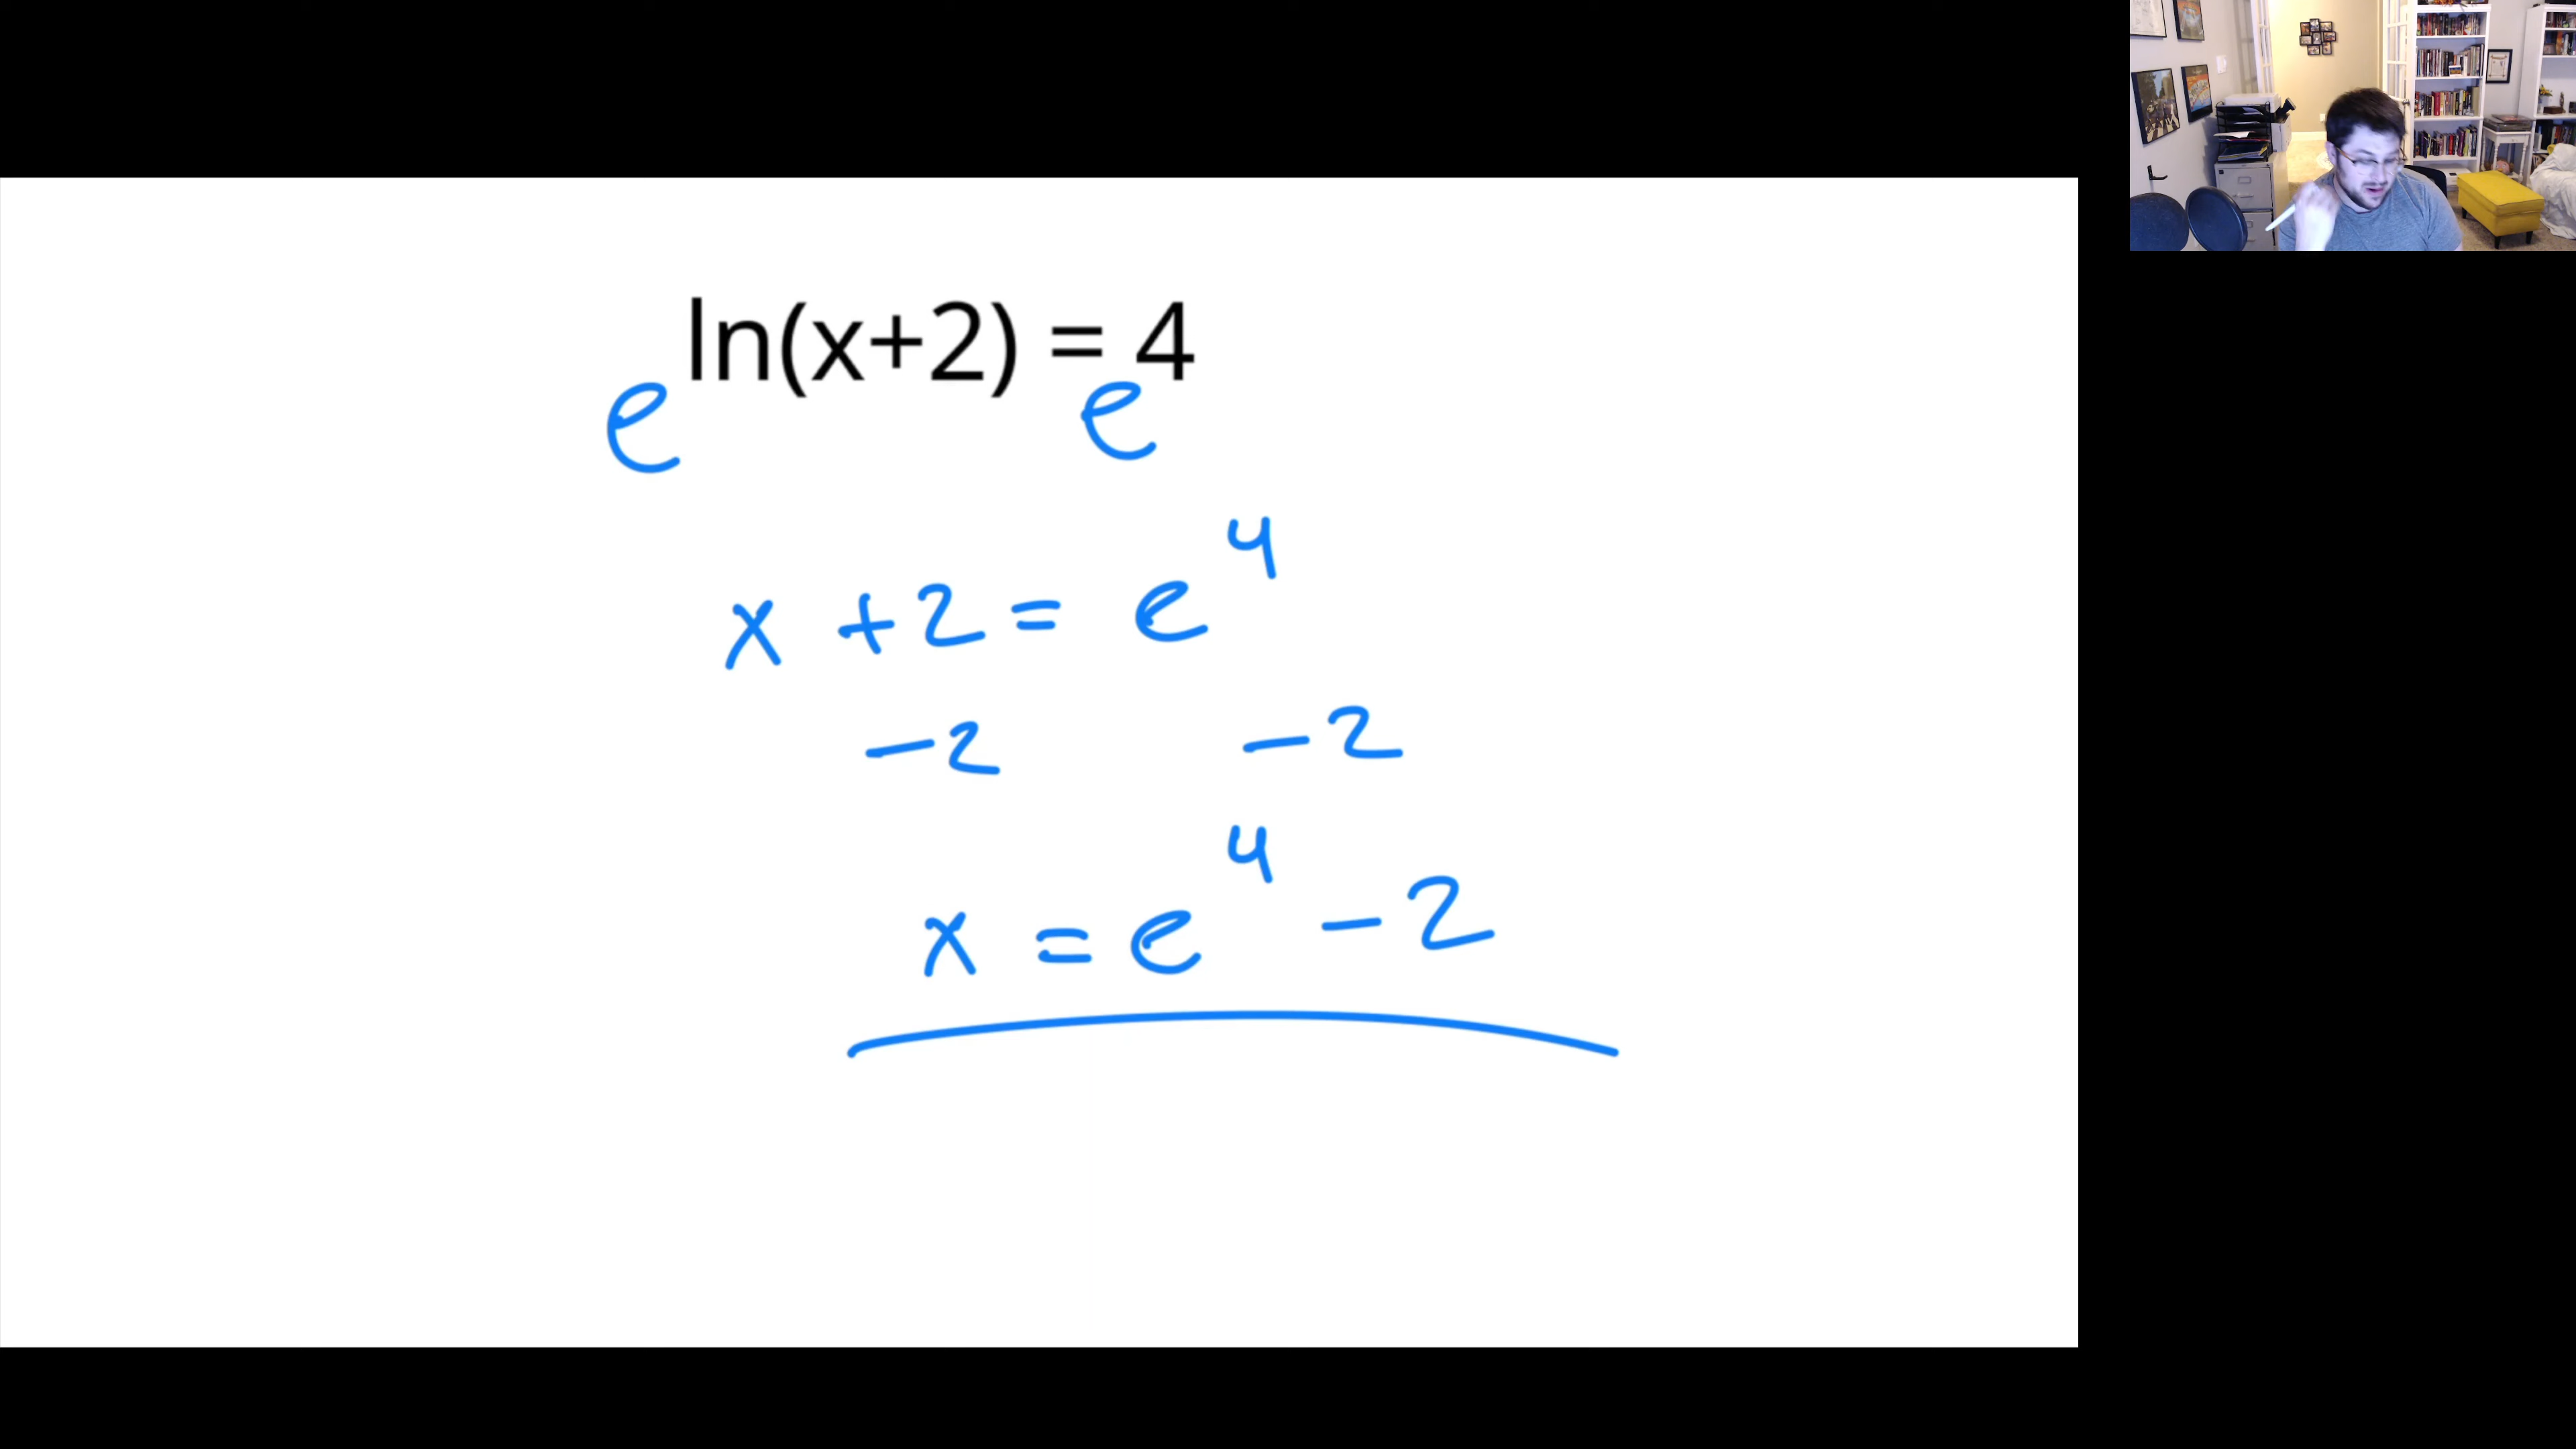 ln(x+2) = 4
e e
x + 2 = e⁴
- 2 - 2
x = e⁴ - 2